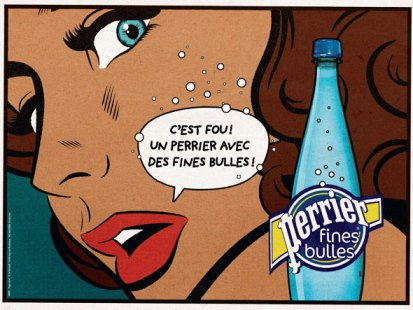 C'EST FOU!
UN PERRIER AVEC
DES FINES BULLES!
perrier
fines
bulles